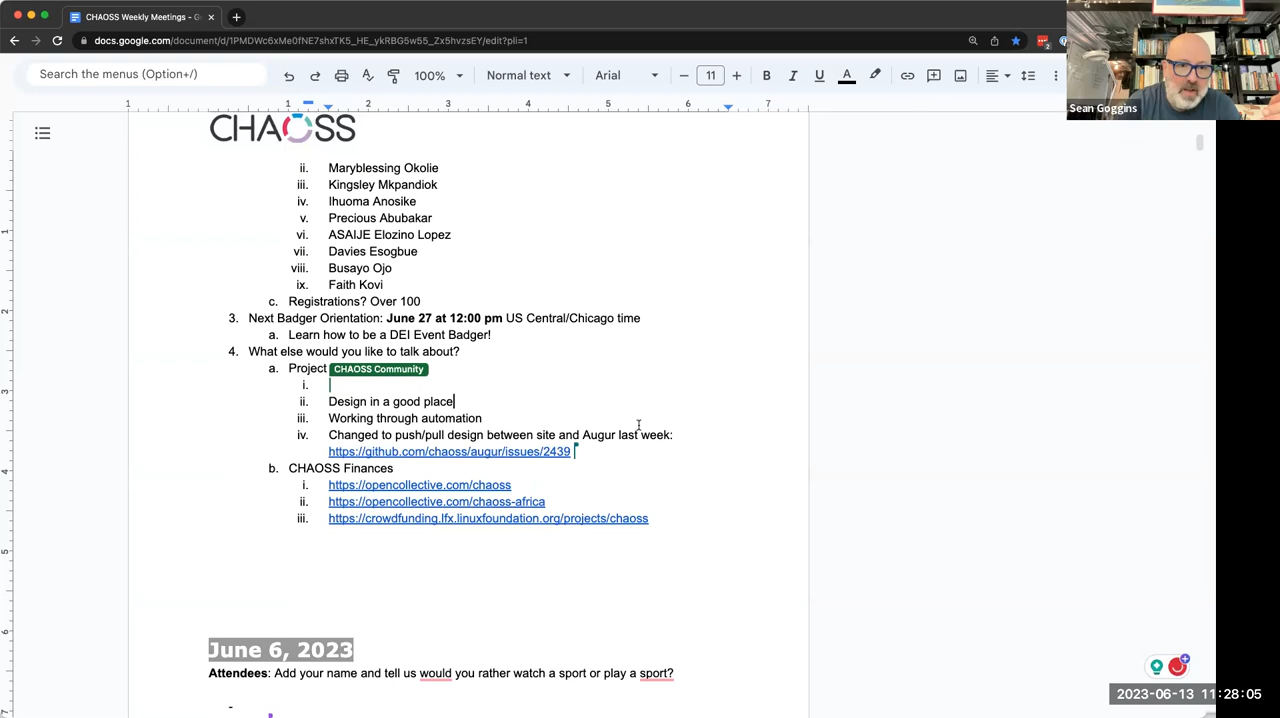 CHAOSS Weekly Meetings - G
docs.google.com/document/d/1PMDWc6xMe0fNE7shxTK5_HE_ykRBG5w55_Zx5hvzsEY/edit?pli=1
Search the menus (Option+/)
100%
Normal text
Arial
11
B I U A
1 1 2 3 4 5 6 7
Sean Goggins
CHAOSS
ii. Maryblessing Okolie
iii. Kingsley Mkpandiok
iv. Ihuoma Anosike
v. Precious Abubakar
vi. ASAIJE Elozino Lopez
vii. Davies Esogbue
viii. Busayo Ojo
ix. Faith Kovi
c. Registrations? Over 100
3. Next Badger Orientation: June 27 at 12:00 pm US Central/Chicago time
a. Learn how to be a DEI Event Badger!
4. What else would you like to talk about?
a. Project CHAOSS Community
i.
ii. Design in a good place
iii. Working through automation
iv. Changed to push/pull design between site and Augur last week:
https://github.com/chaoss/augur/issues/2439
b. CHAOSS Finances
i. https://opencollective.com/chaoss
ii. https://opencollective.com/chaoss-africa
iii. https://crowdfunding.lfx.linuxfoundation.org/projects/chaoss
June 6, 2023
Attendees: Add your name and tell us would you rather watch a sport or play a sport?
-
2023-06-13 11:28:05